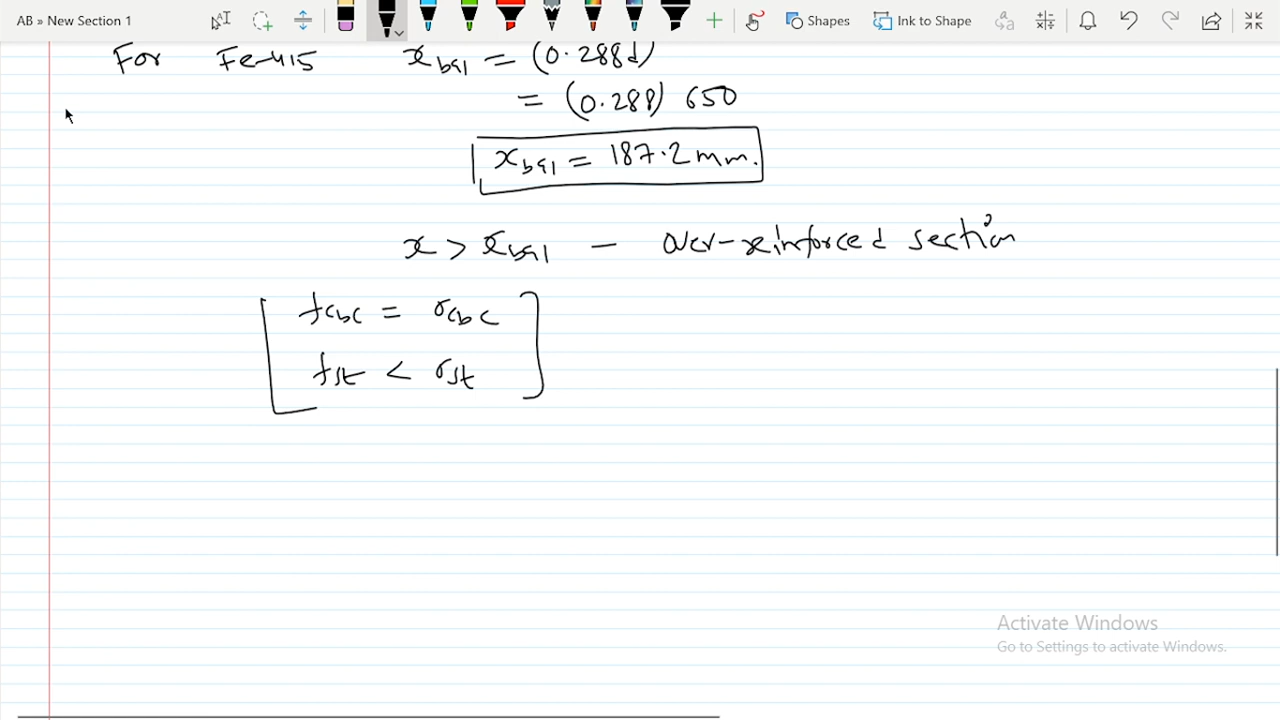 AB » New Section 1
Shapes
Ink to Shape
For Fe-415 x_bal = (0.288d)
= (0.288) 650
x_bal = 187.2 mm.
x > x_bal — over-reinforced section
f_cbc = σ_cbc
f_st < σ_st
Activate Windows
Go to Settings to activate Windows.